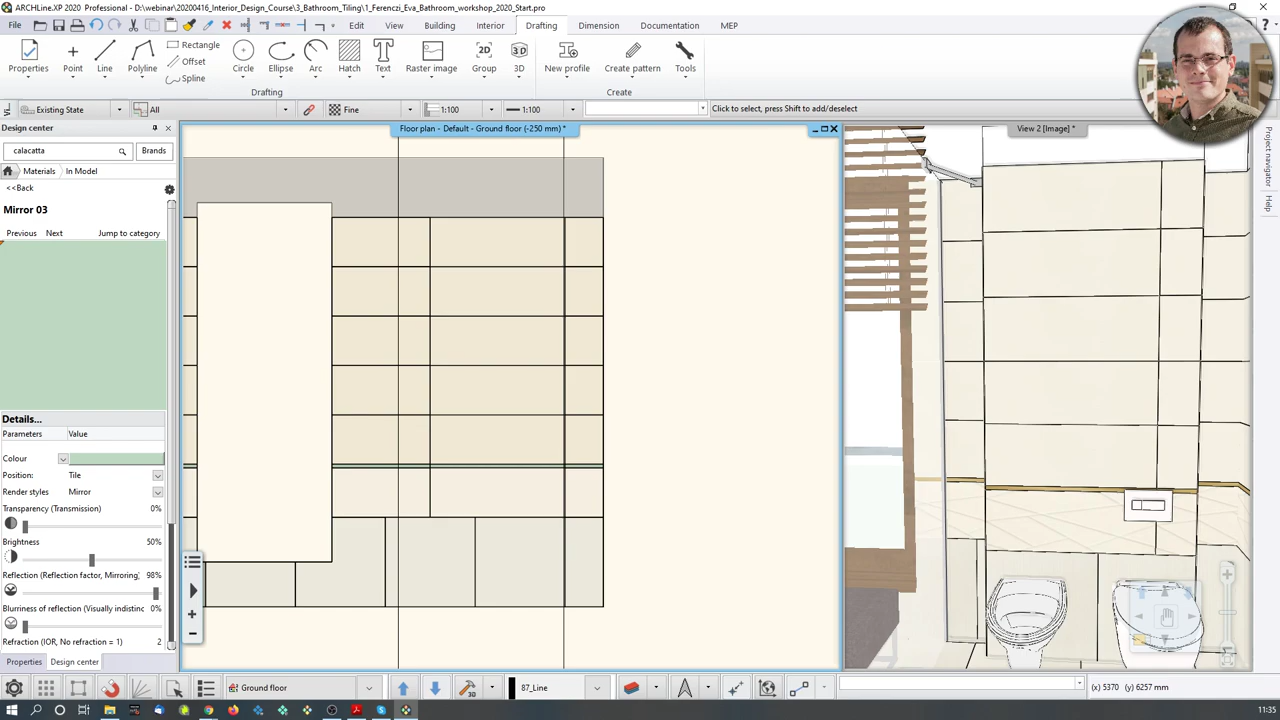 ARCHLine.XP 2020 Professional - D:\webinar\20200416_Interior_Design_Course\3_Bathroom_Tiling\1_Ferenczi_Eva_Bathroom_workshop_2020_Start.pro
File
Edit
View
Building
Interior
Drafting
Dimension
Documentation
MEP
Properties
Point
Line
Polyline
Rectangle
Offset
Spline
Circle
Ellipse
Arc
Hatch
Text
Raster image
Group
3D
New profile
Create pattern
Tools
Drafting
Create
Existing State
All
Fine
1:100
1:100
Click to select, press Shift to add/deselect
Design center
Floor plan - Default - Ground floor (-250 mm) *
View 2 [Image] *
calacatta
Brands
Materials
In Model
<<Back
Mirror 03
Previous
Next
Jump to category
Details...
Parameters
Value
Colour
Position:
Tile
Render styles
Mirror
Transparency (Transmission)
0%
Brightness
50%
Reflection (Reflection factor, Mirroring,
98%
Blurriness of reflection (Visually indistinc
0%
Refraction (IOR, No refraction = 1)
2
Properties
Design center
Project navigator
Help
Ground floor
87_Line
(x) 5370 (y) 6257 mm
11:35